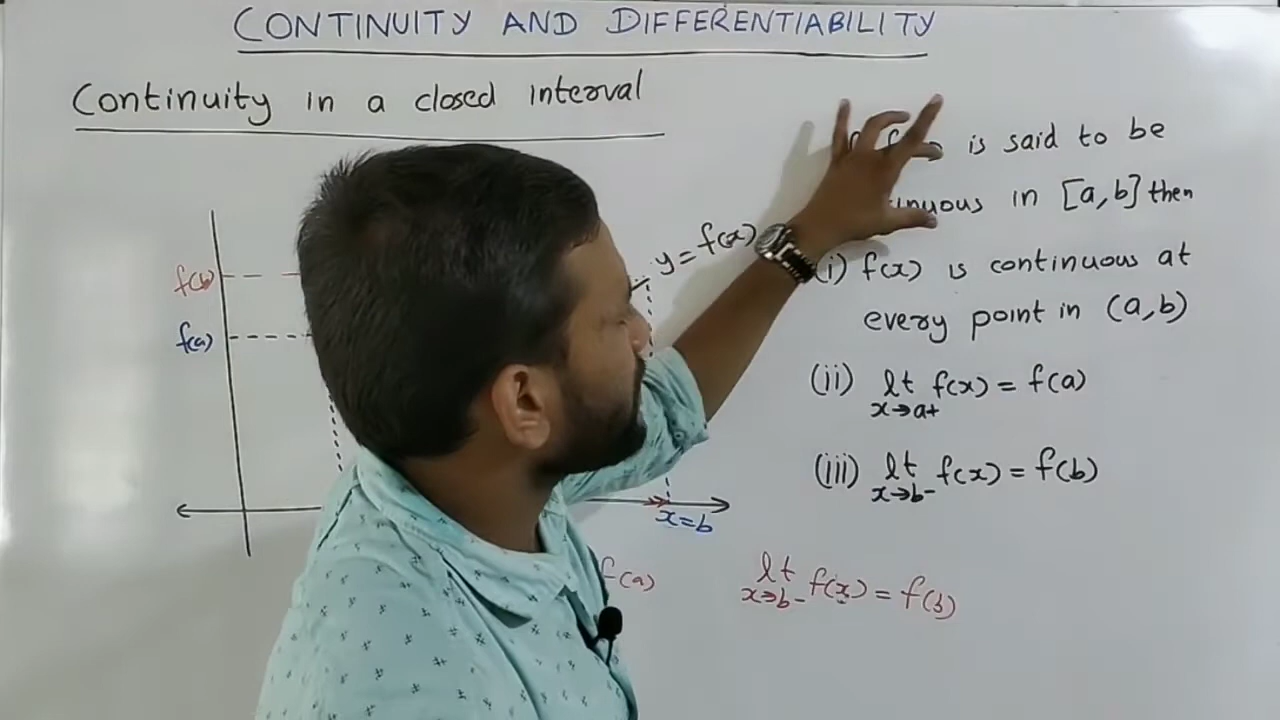 CONTINUITY AND DIFFERENTIABILITY
Continuity in a closed interval
is said to be
in [a,b] then
(i) f(x) is continuous at
every point in (a,b)
(ii) lt f(x) = f(a)
x→a+
(iii) lt f(x) = f(b)
x→b-
y=f(x)
f(b)
f(a)
x=b
f(a)
lt f(x) = f(b)
x→b-